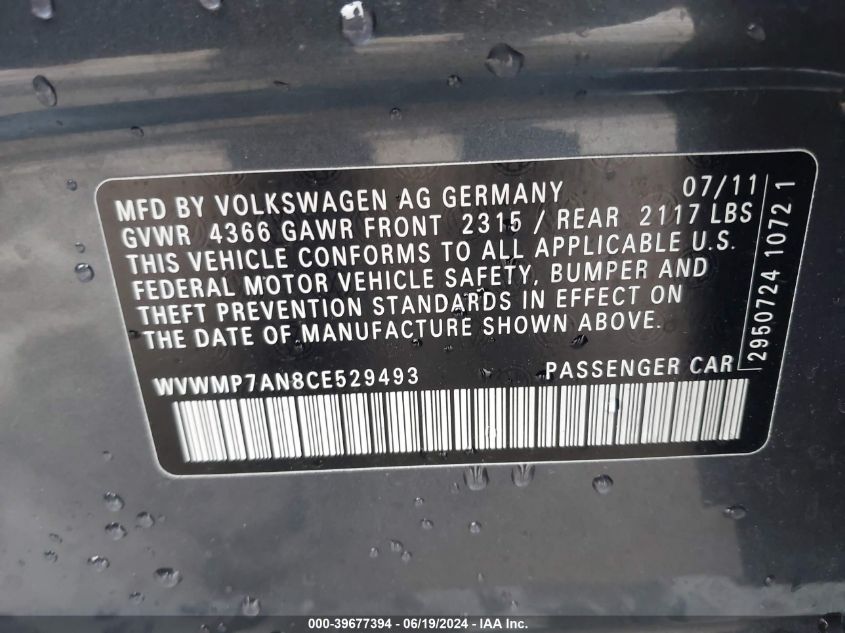 MFD BY VOLKSWAGEN AG GERMANY 07/11
GVWR 4366 GAWR FRONT 2315 / REAR 2117 LBS
THIS VEHICLE CONFORMS TO ALL APPLICABLE U.S.
FEDERAL MOTOR VEHICLE SAFETY, BUMPER AND
THEFT PREVENTION STANDARDS IN EFFECT ON
THE DATE OF MANUFACTURE SHOWN ABOVE.
WVWMP7AN8CE529493 PASSENGER CAR
2950724 1072 1
000-39677394 - 06/19/2024 - IAA Inc.